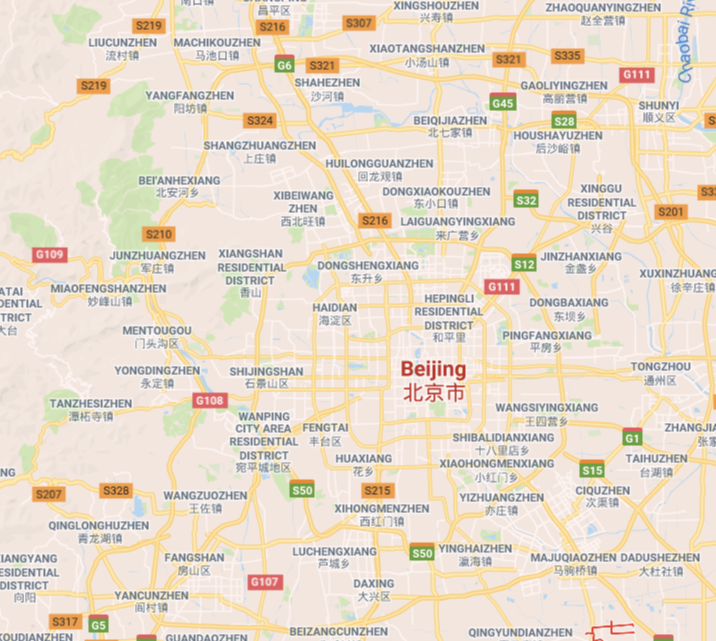 S219
南口镇
S216
昌平区
S307
XINGSHOUZHEN
兴寿镇
ZHAOQUANYINGZHEN
赵全营镇
LIUCUNZHEN
流村镇
MACHIKOUZHEN
马池口镇
G6
S321
XIAOTANGSHANZHEN
小汤山镇
S321
S335
G111
Chaobai
S219
SHAHEZHEN
沙河镇
GAOLIYINGZHEN
高丽营镇
YANGFANGZHEN
阳坊镇
G45
SHUNYI
顺义区
S324
BEIQIJIAZHEN
北七家镇
S28
HOUSHAYUZHEN
后沙峪镇
SHANGZHUANGZHEN
上庄镇
HUILONGGUANZHEN
回龙观镇
BEI'ANHEXIANG
北安河乡
XIBEIWANG
ZHEN
西北旺镇
DONGXIAOKOUZHEN
东小口镇
S32
XINGGU
RESIDENTIAL
DISTRICT
兴谷
S201
S216
LAIGUANGYINGXIANG
来广营乡
S210
G109
JUNZHUANGZHEN
军庄镇
XIANGSHAN
RESIDENTIAL
DISTRICT
香山
DONGSHENGXIANG
东升乡
S12
JINZHANXIANG
金盏乡
XUXINZHUANG
徐辛庄镇
MIAOFENGSHANZHEN
妙峰山镇
G111
HAIDIAN
海淀区
HEPINGLI
RESIDENTIAL
DISTRICT
和平里
DONGBAXIANG
东坝乡
MENTOUGOU
门头沟区
PINGFANGXIANG
平房乡
YONGDINGZHEN
永定镇
SHIJINGSHAN
石景山区
Beijing
北京市
TONGZHOU
通州区
TANZHESIZHEN
潭柘寺镇
G108
WANPING
CITY AREA
RESIDENTIAL
DISTRICT
宛平城地区
FENGTAI
丰台区
WANGSIYINGXIANG
王四营乡
SHIBALIDIANXIANG
十八里店乡
G1
HUAXIANG
花乡
XIAOHONGMENXIANG
小红门乡
S15
TAIHUZHEN
台湖镇
S207
S328
WANGZUOZHEN
王佐镇
S50
S215
XIHONGMENZHEN
西红门镇
YIZHUANGZHEN
亦庄镇
CIQUZHEN
次渠镇
QINGLONGHUZHEN
青龙湖镇
FANGSHAN
房山区
LUCHENGXIANG
芦城乡
S50
YINGHAIZHEN
瀛海镇
MAJUQIAOZHEN
马驹桥镇
DADUSHEZHEN
大杜社镇
向阳
YANCUNZHEN
阎村镇
G107
DAXING
大兴区
S317
G5
GUANDAOZHEN
BEIZANGCUNZHEN
QINGYUNDIANZHEN